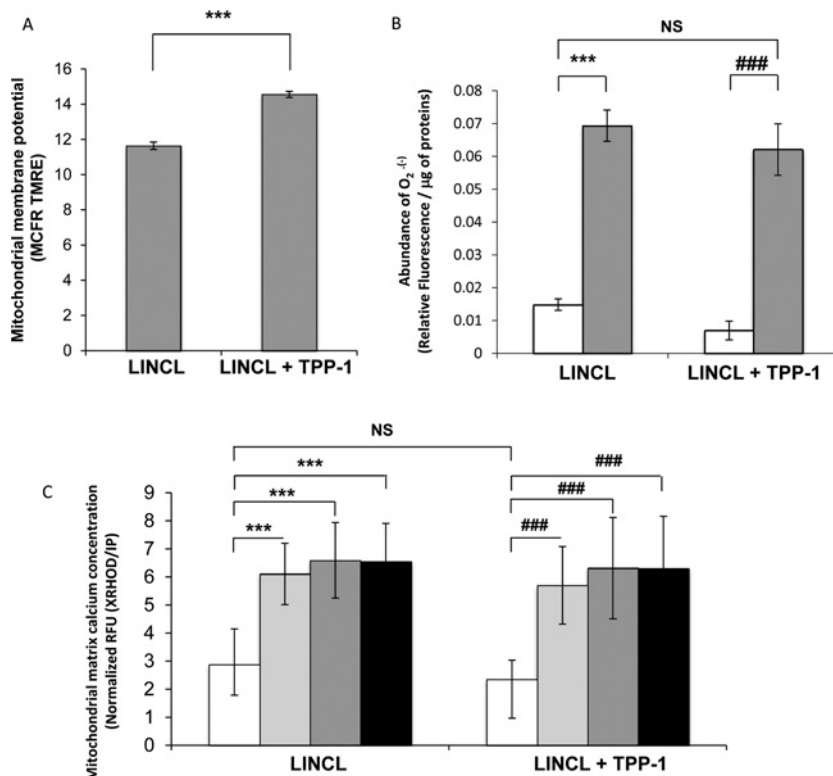 A
***
Mitochondrial membrane potential
(MCFR TMRE)
16
14
12
10
8
6
4
2
0
LINCL
LINCL + TPP-1
B
NS
***
###
Abundance of O2 .(-)
(Relative Fluorescence / µg of proteins)
0.08
0.07
0.06
0.05
0.04
0.03
0.02
0.01
0
LINCL
LINCL + TPP-1
C
NS
***
***
***
###
###
###
Mitochondrial matrix calcium concentration
(Normalized RFU (XRHOD/IP)
9
8
7
6
5
4
3
2
1
0
LINCL
LINCL + TPP-1